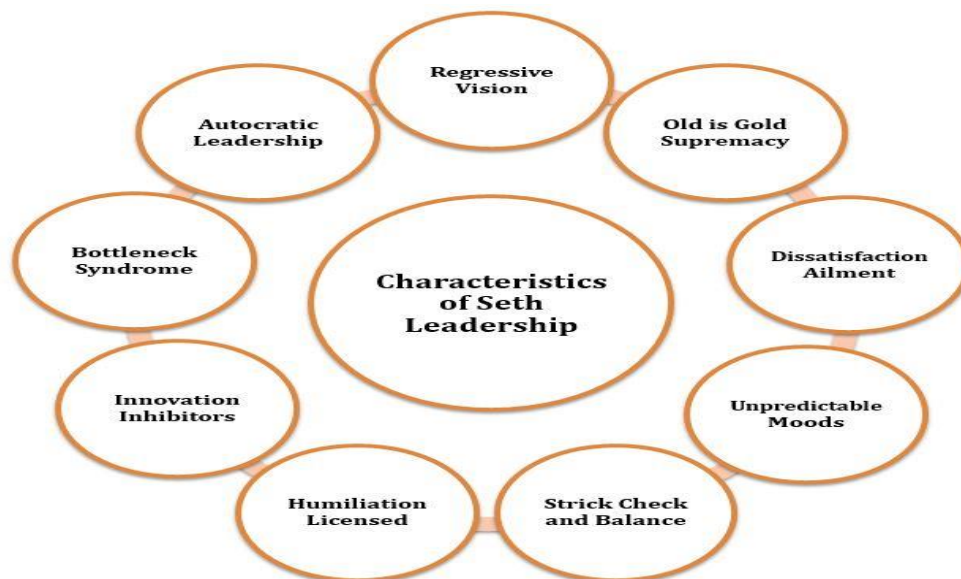 Regressive
Vision
Old is Gold
Supremacy
Dissatisfaction
Ailment
Unpredictable
Moods
Strick Check
and Balance
Humiliation
Licensed
Innovation
Inhibitors
Bottleneck
Syndrome
Autocratic
Leadership
Characteristics
of Seth
Leadership